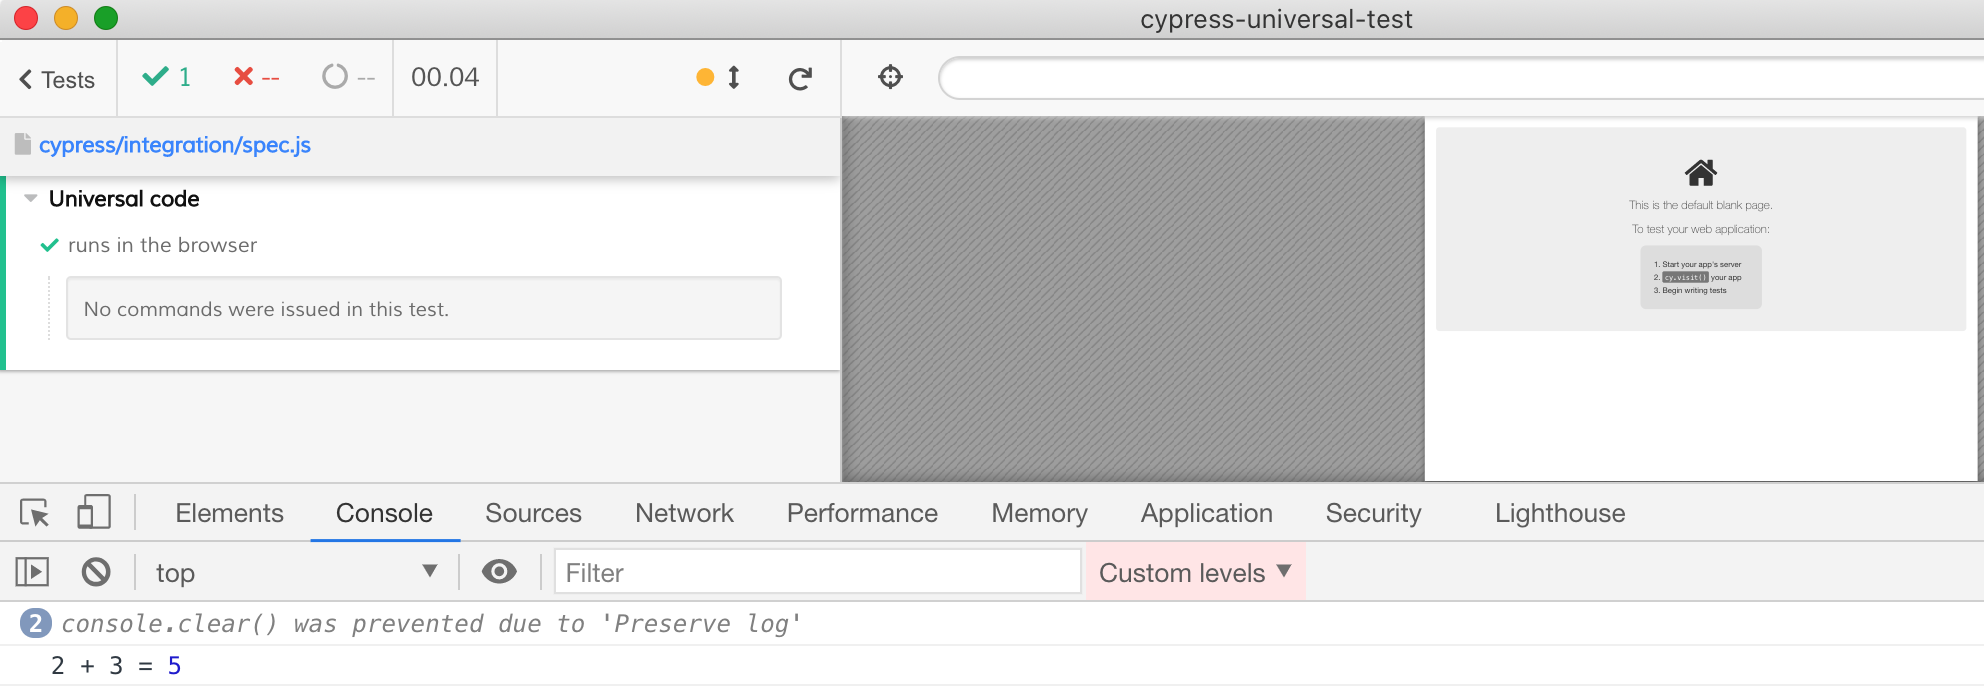 cypress-universal-test
Tests 1 -- -- 00.04
cypress/integration/spec.js
Universal code
runs in the browser
No commands were issued in this test.
This is the default blank page.
To test your web application:
1. Start your app's server
2. cy.visit() your app
3. Begin writing tests
Elements Console Sources Network Performance Memory Application Security Lighthouse
top Filter Custom levels
2 console.clear() was prevented due to 'Preserve log'
2 + 3 = 5